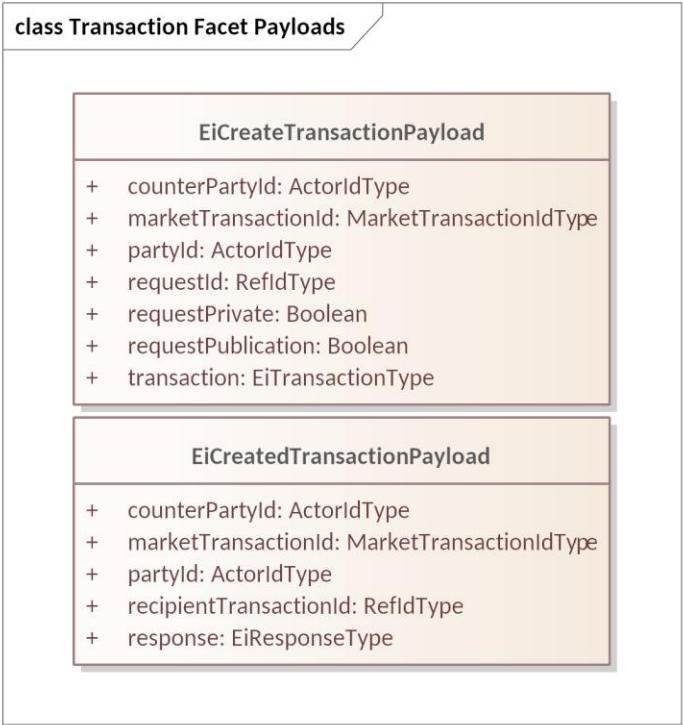 class Transaction Facet Payloads
EiCreateTransactionPayload
+ counterPartyId: ActorIdType
+ marketTransactionId: MarketTransactionIdType
+ partyId: ActorIdType
+ requestId: RefIdType
+ requestPrivate: Boolean
+ requestPublication: Boolean
+ transaction: EiTransactionType
EiCreatedTransactionPayload
+ counterPartyId: ActorIdType
+ marketTransactionId: MarketTransactionIdType
+ partyId: ActorIdType
+ recipientTransactionId: RefIdType
+ response: EiResponseType